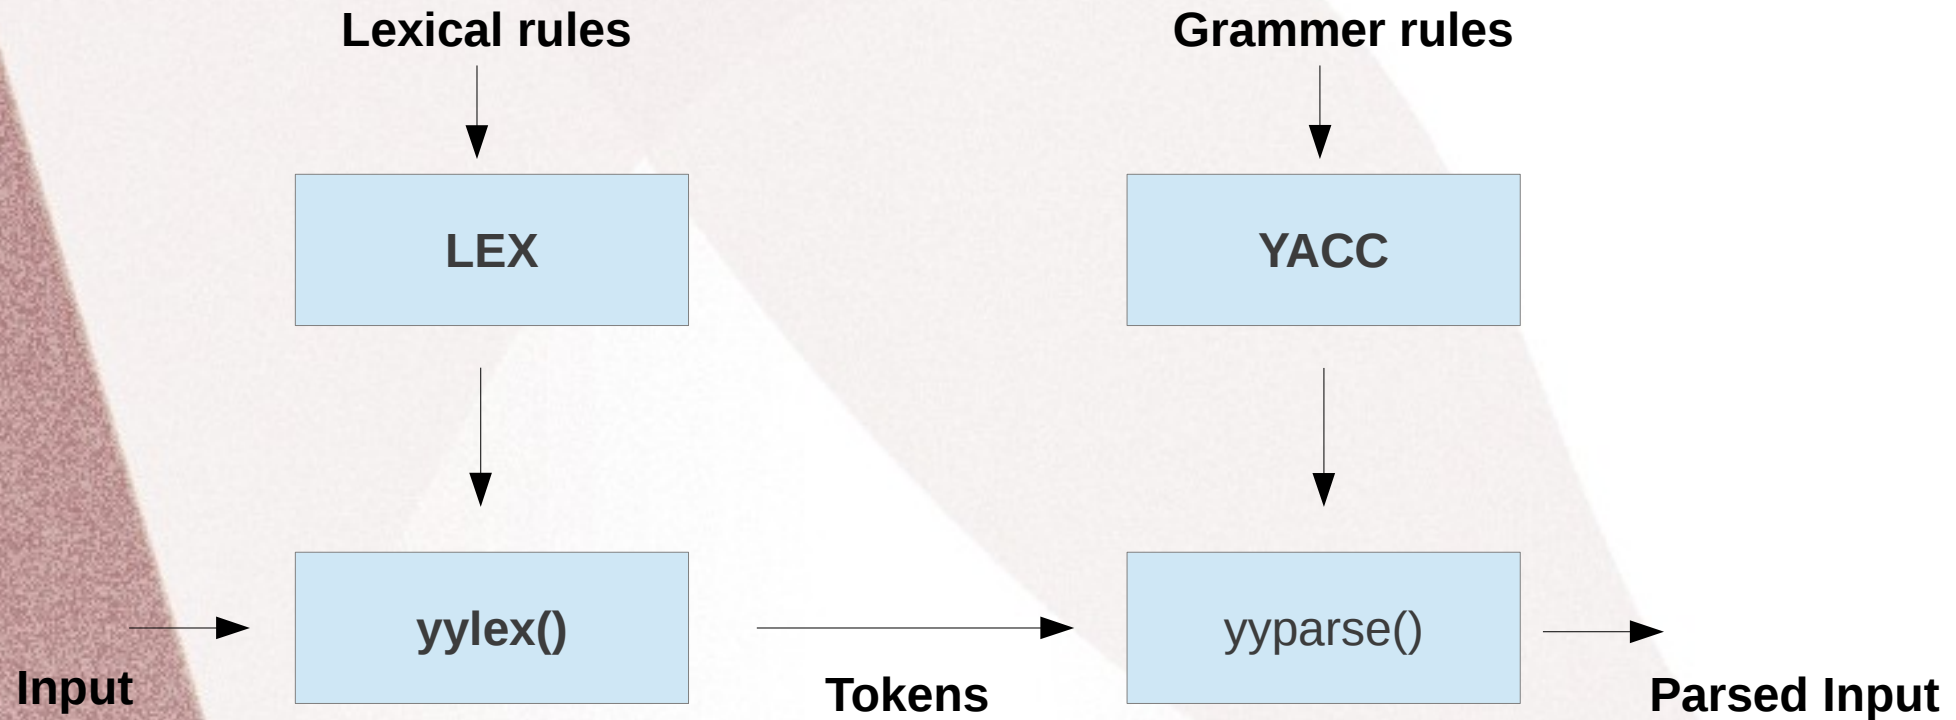 Lexical rules
Grammer rules
LEX
YACC
yylex()
yyparse()
Input
Tokens
Parsed Input